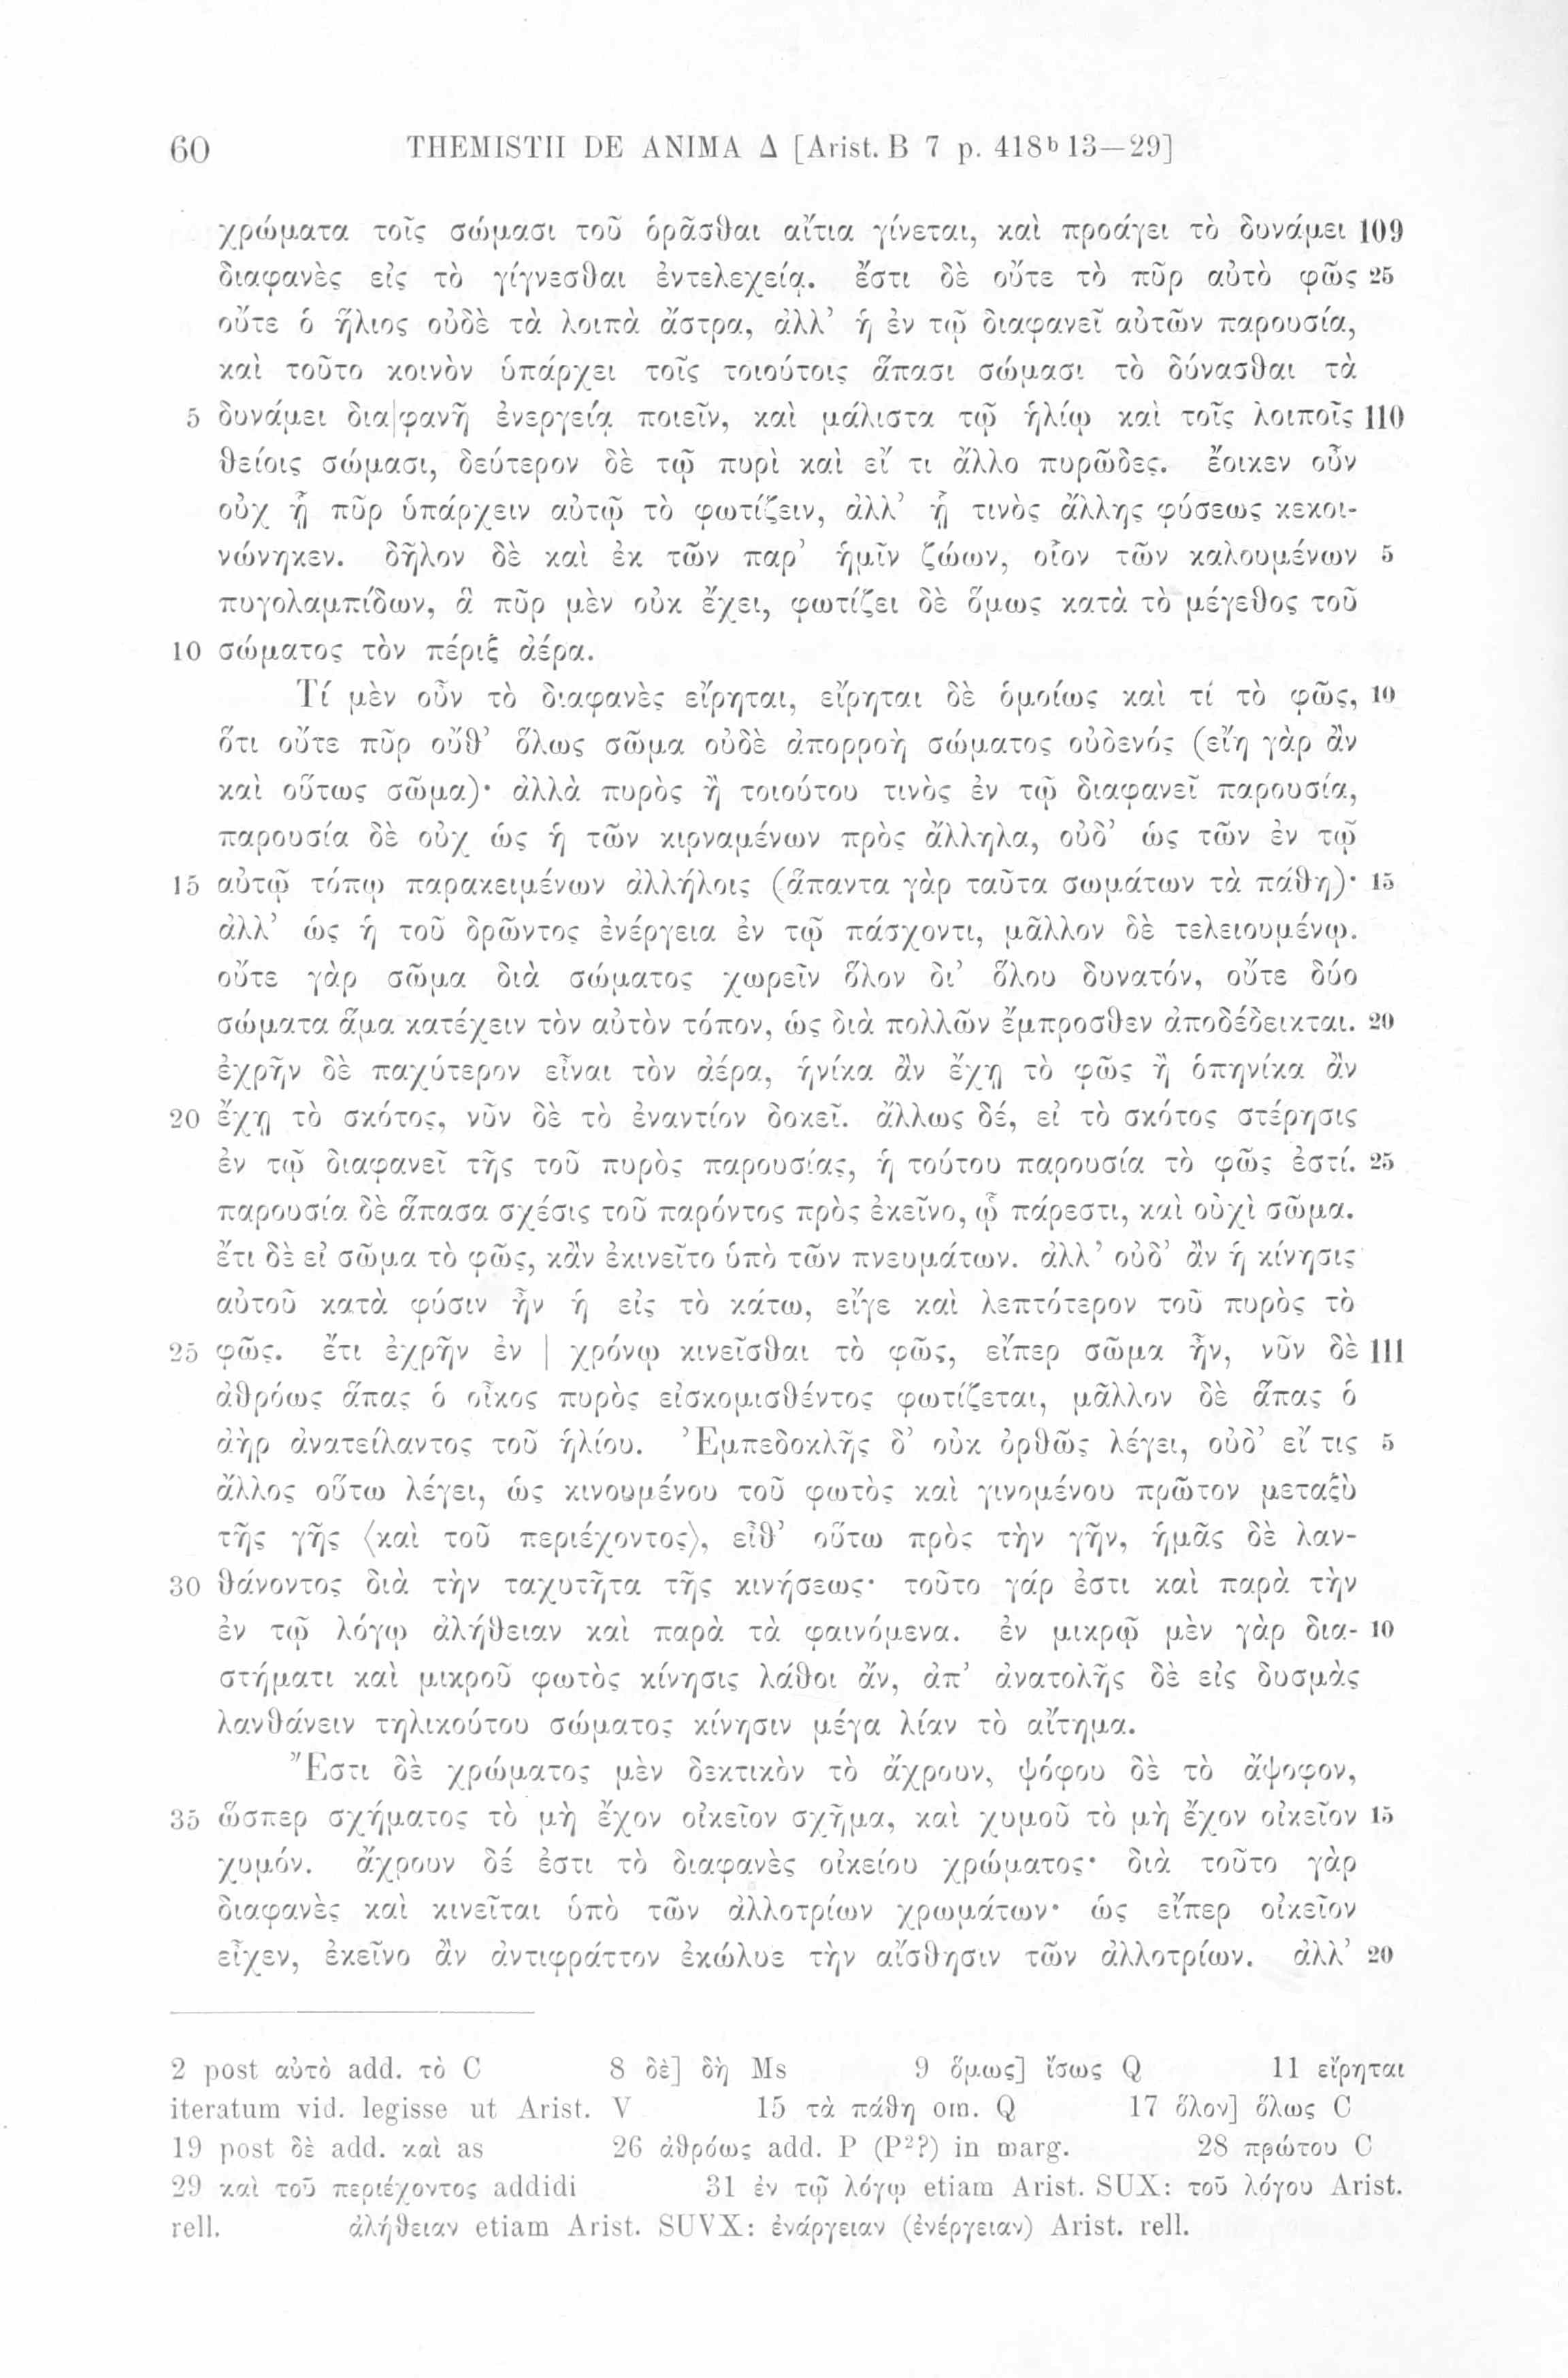 60 THEMISTII DE ANIMA Δ [Arist. B 7 p. 418ᵇ 13—29]
χρώματα τοῖς σώμασι τοῦ ὁρᾶσθαι αἴτια γίνεται, καὶ προάγει τὸ δυνάμει 109
διαφανὲς εἰς τὸ γίγνεσθαι ἐντελεχείᾳ. ἔστι δὲ οὔτε τὸ πῦρ αὐτὸ φῶς 25
οὔτε ὁ ἥλιος οὐδὲ τὰ λοιπὰ ἄστρα, ἀλλ’ ἡ ἐν τῷ διαφανεῖ αὐτῶν παρουσία,
καὶ τοῦτο κοινὸν ὑπάρχει τοῖς τοιούτοις ἅπασι σώμασι τὸ δύνασθαι τὰ
5 δυνάμει δια|φανῆ ἐνεργείᾳ ποιεῖν, καὶ μάλιστα τῷ ἡλίῳ καὶ τοῖς λοιποῖς 110
θείοις σώμασι, δεύτερον δὲ τῷ πυρὶ καὶ εἴ τι ἄλλο πυρῶδες. ἔοικεν οὖν
οὐχ ᾗ πῦρ ὑπάρχειν αὐτῷ τὸ φωτίζειν, ἀλλ’ ᾗ τινὸς ἄλλης φύσεως κεκοι-
νώνηκεν. δῆλον δὲ καὶ ἐκ τῶν παρ’ ἡμῖν ζώων, οἷον τῶν καλουμένων 5
πυγολαμπίδων, ἃ πῦρ μὲν οὐκ ἔχει, φωτίζει δὲ ὅμως κατὰ τὸ μέγεθος τοῦ
10 σώματος τὸν πέριξ ἀέρα.
Τί μὲν οὖν τὸ διαφανὲς εἴρηται, εἴρηται δὲ ὁμοίως καὶ τί τὸ φῶς, 10
ὅτι οὔτε πῦρ οὔθ’ ὅλως σῶμα οὐδὲ ἀπορροὴ σώματος οὐδενός (εἴη γὰρ ἂν
καὶ οὕτως σῶμα)· ἀλλὰ πυρὸς ἢ τοιούτου τινὸς ἐν τῷ διαφανεῖ παρουσία,
παρουσία δὲ οὐχ ὡς ἡ τῶν κιρναμένων πρὸς ἄλληλα, οὐδ’ ὡς τῶν ἐν τῷ
15 αὐτῷ τόπῳ παρακειμένων ἀλλήλοις (ἅπαντα γὰρ ταῦτα σωμάτων τὰ πάθη)· 15
ἀλλ’ ὡς ἡ τοῦ δρῶντος ἐνέργεια ἐν τῷ πάσχοντι, μᾶλλον δὲ τελειουμένῳ.
οὔτε γὰρ σῶμα διὰ σώματος χωρεῖν ὅλον δι’ ὅλου δυνατόν, οὔτε δύο
σώματα ἅμα κατέχειν τὸν αὐτὸν τόπον, ὡς διὰ πολλῶν ἔμπροσθεν ἀποδέδεικται. 20
ἐχρῆν δὲ παχύτερον εἶναι τὸν ἀέρα, ἡνίκα ἂν ἔχῃ τὸ φῶς ἢ ὁπηνίκα ἂν
20 ἔχῃ τὸ σκότος, νῦν δὲ τὸ ἐναντίον δοκεῖ. ἄλλως δέ, εἰ τὸ σκότος στέρησις
ἐν τῷ διαφανεῖ τῆς τοῦ πυρὸς παρουσίας, ἡ τούτου παρουσία τὸ φῶς ἐστί. 25
παρουσία δὲ ἅπασα σχέσις τοῦ παρόντος πρὸς ἐκεῖνο, ᾧ πάρεστι, καὶ οὐχὶ σῶμα.
ἔτι δὲ εἰ σῶμα τὸ φῶς, κἂν ἐκινεῖτο ὑπὸ τῶν πνευμάτων. ἀλλ’ οὐδ’ ἂν ἡ κίνησις
αὐτοῦ κατὰ φύσιν ἦν ἡ εἰς τὸ κάτω, εἴγε καὶ λεπτότερον τοῦ πυρὸς τὸ
25 φῶς. ἔτι ἐχρῆν ἐν | χρόνῳ κινεῖσθαι τὸ φῶς, εἴπερ σῶμα ἦν, νῦν δὲ 111
ἀθρόως ἅπας ὁ οἶκος πυρὸς εἰσκομισθέντος φωτίζεται, μᾶλλον δὲ ἅπας ὁ
ἀὴρ ἀνατείλαντος τοῦ ἡλίου. Ἐμπεδοκλῆς δ’ οὐκ ὀρθῶς λέγει, οὐδ’ εἴ τις 5
ἄλλος οὕτω λέγει, ὡς κινουμένου τοῦ φωτὸς καὶ γινομένου πρῶτον μεταξὺ
τῆς γῆς ⟨καὶ τοῦ περιέχοντος⟩, εἶθ’ οὕτω πρὸς τὴν γῆν, ἡμᾶς δὲ λαν-
30 θάνοντος διὰ τὴν ταχυτῆτα τῆς κινήσεως· τοῦτο γάρ ἐστι καὶ παρὰ τὴν
ἐν τῷ λόγῳ ἀλήθειαν καὶ παρὰ τὰ φαινόμενα. ἐν μικρῷ μὲν γὰρ δια- 10
στήματι καὶ μικροῦ φωτὸς κίνησις λάθοι ἄν, ἀπ’ ἀνατολῆς δὲ εἰς δυσμὰς
λανθάνειν τηλικούτου σώματος κίνησιν μέγα λίαν τὸ αἴτημα.
Ἔστι δὲ χρώματος μὲν δεκτικὸν τὸ ἄχρουν, ψόφου δὲ τὸ ἄψοφον,
35 ὥσπερ σχήματος τὸ μὴ ἔχον οἰκεῖον σχῆμα, καὶ χυμοῦ τὸ μὴ ἔχον οἰκεῖον 15
χυμόν. ἄχρουν δέ ἐστι τὸ διαφανὲς οἰκείου χρώματος· διὰ τοῦτο γὰρ
διαφανὲς καὶ κινεῖται ὑπὸ τῶν ἀλλοτρίων χρωμάτων· ὡς εἴπερ οἰκεῖον
εἶχεν, ἐκεῖνο ἂν ἀντιφράττον ἐκώλυε τὴν αἴσθησιν τῶν ἀλλοτρίων. ἀλλ’ 20
2 post αὐτὸ add. τὸ C 8 δὲ] δὴ Ms 9 ὅμως] ἴσως Q 11 εἴρηται
iteratum vid. legisse ut Arist. V 15 τὰ πάθη om. Q 17 ὅλον] ὅλως C
19 post δὲ add. καὶ as 26 ἀθρόως add. P (P²?) in marg. 28 πρώτου C
29 καὶ τοῦ περιέχοντος addidi 31 ἐν τῷ λόγῳ etiam Arist. SUX: τοῦ λόγου Arist.
rell. ἀλήθειαν etiam Arist. SUVX: ἐνάργειαν (ἐνέργειαν) Arist. rell.